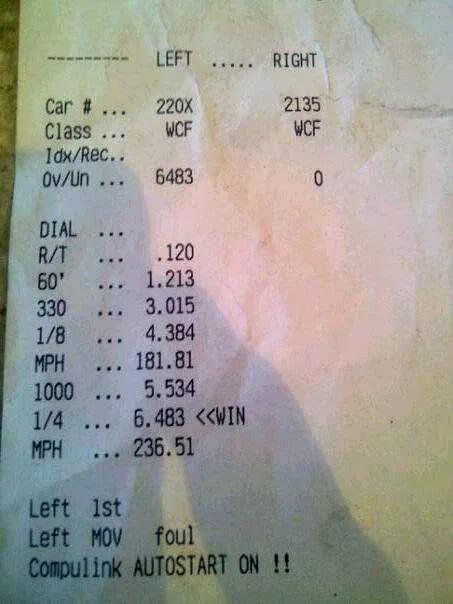 --------- LEFT ..... RIGHT
Car # ... 220X 2135
Class ... WCF WCF
Idx/Rec..
Ov/Un ... 6483 0
DIAL ...
R/T ... .120
60' ... 1.213
330 ... 3.015
1/8 ... 4.384
MPH ... 181.81
1000 ... 5.534
1/4 ... 6.483 <<WIN
MPH ... 236.51
Left 1st
Left MOV foul
Compulink AUTOSTART ON !!